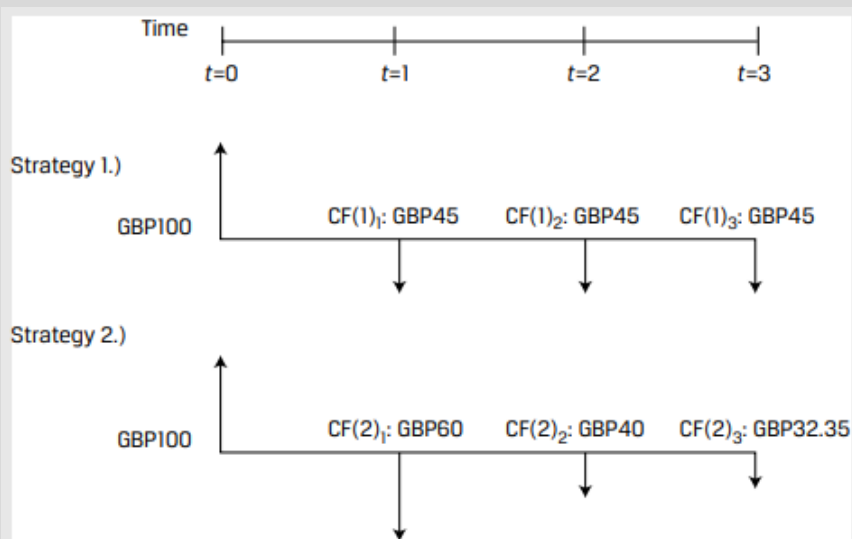 Time
t=0 t=1 t=2 t=3
Strategy 1.)
CF(1)₁: GBP45 CF(1)₂: GBP45 CF(1)₃: GBP45
GBP100
Strategy 2.)
CF(2)₁: GBP60 CF(2)₂: GBP40 CF(2)₃: GBP32.35
GBP100